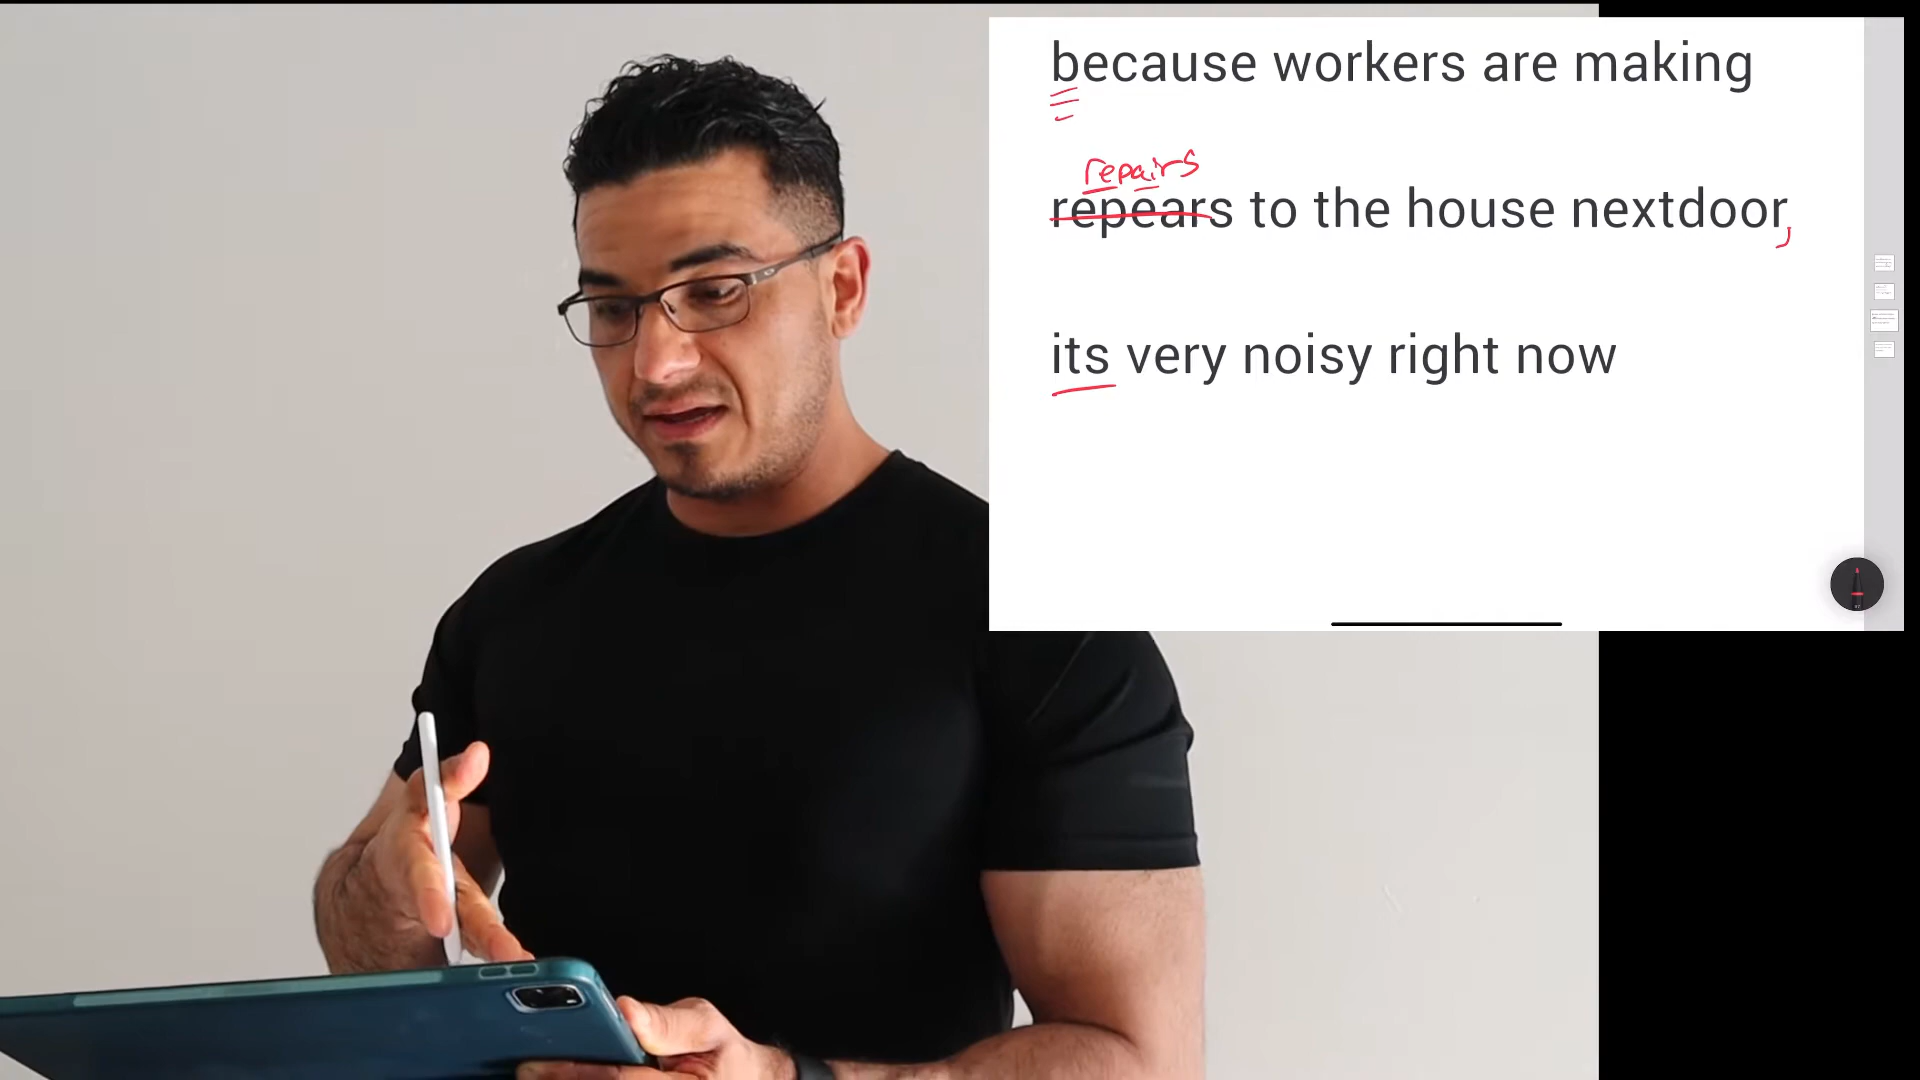 because workers are making
repairs
repears to the house nextdoor,
its very noisy right now